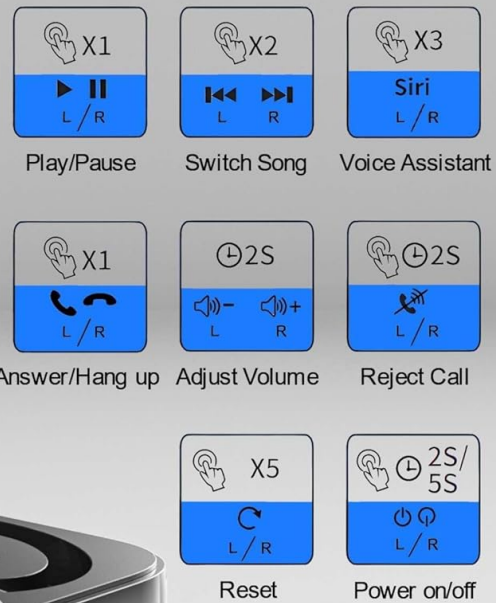 X1
X2
X3
Siri
L/R
L R
L/R
Play/Pause
Switch Song
Voice Assistant
X1
2S
2S
L/R
- +
L R
L/R
Answer/Hang up
Adjust Volume
Reject Call
X5
2S/
5S
L/R
L/R
Reset
Power on/off